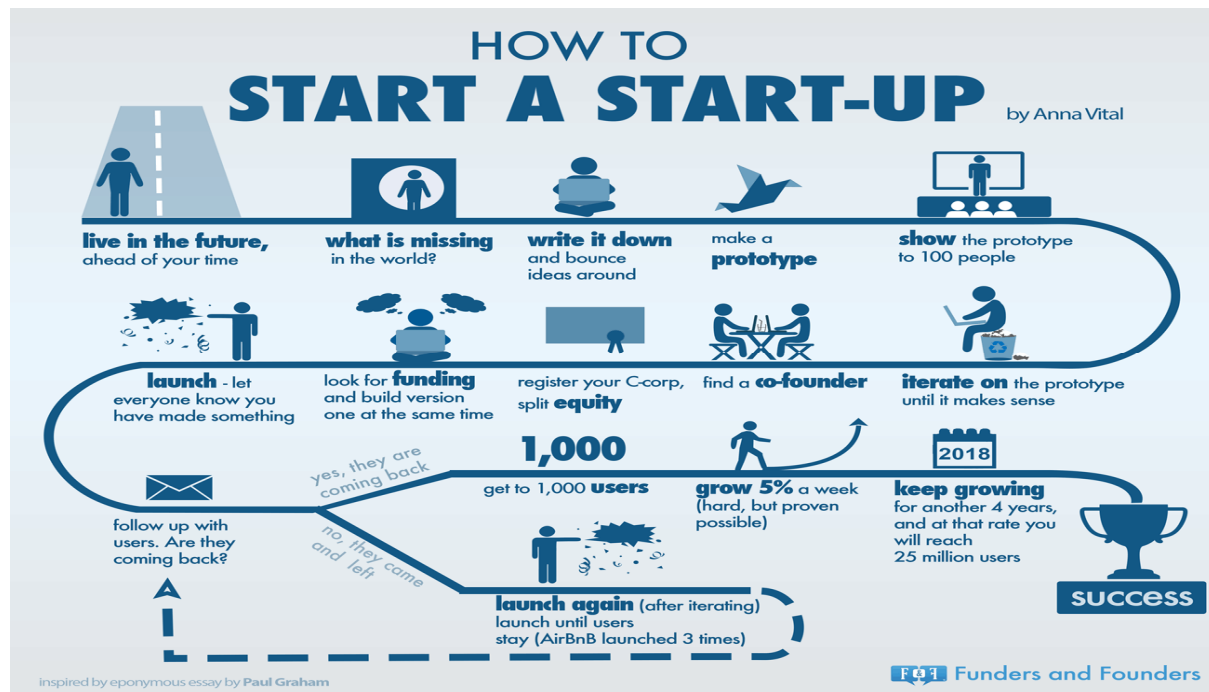 HOW TO
START A START-UP
by Anna Vital
live in the future,
ahead of your time
what is missing
in the world?
write it down
and bounce
ideas around
make a
prototype
show the prototype
to 100 people
iterate on the prototype
until it makes sense
find a co-founder
register your C-corp,
split equity
look for funding
and build version
one at the same time
launch - let
everyone know you
have made something
follow up with
users. Are they
coming back?
yes, they are
coming back
1,000
get to 1,000 users
grow 5% a week
(hard, but proven
possible)
2018
keep growing
for another 4 years,
and at that rate you
will reach
25 million users
success
no, they came
and left
launch again (after iterating)
launch until users
stay (AirBnB launched 3 times)
inspired by eponymous essay by Paul Graham
F&F Funders and Founders